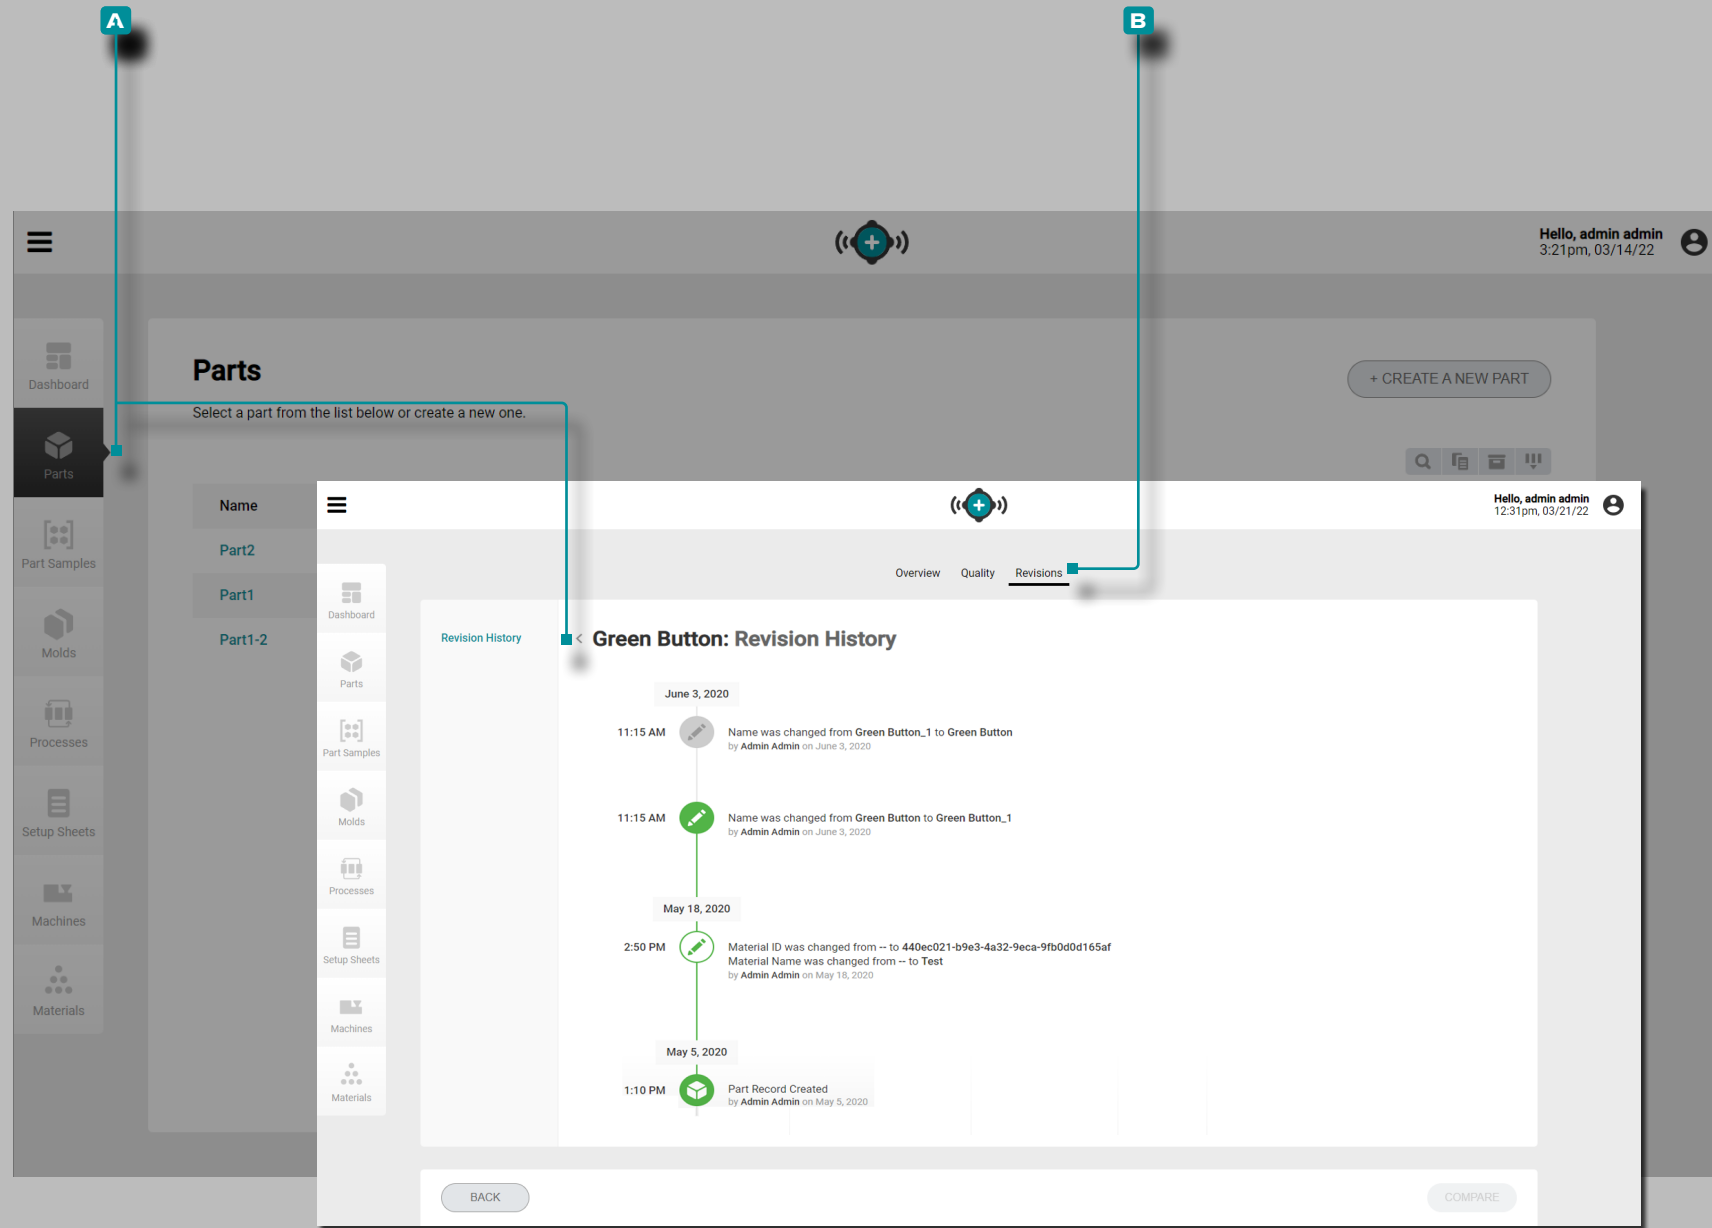 A
B
Hello, admin admin
3:21pm, 03/14/22
Dashboard
Parts
Part Samples
Molds
Processes
Setup Sheets
Machines
Materials
Parts
+ CREATE A NEW PART
Select a part from the list below or create a new one.
Name
Part2
Part1
Part1-2
Hello, admin admin
12:31pm, 03/21/22
Dashboard
Parts
Part Samples
Molds
Processes
Setup Sheets
Machines
Materials
Overview Quality Revisions
Revision History
< Green Button: Revision History
June 3, 2020
11:15 AM Name was changed from Green Button_1 to Green Button
by Admin Admin on June 3, 2020
11:15 AM Name was changed from Green Button to Green Button_1
by Admin Admin on June 3, 2020
May 18, 2020
2:50 PM Material ID was changed from -- to 440ec021-b9e3-4a32-9eca-9fb0d0d165af
Material Name was changed from -- to Test
by Admin Admin on May 18, 2020
May 5, 2020
1:10 PM Part Record Created
by Admin Admin on May 5, 2020
BACK
COMPARE